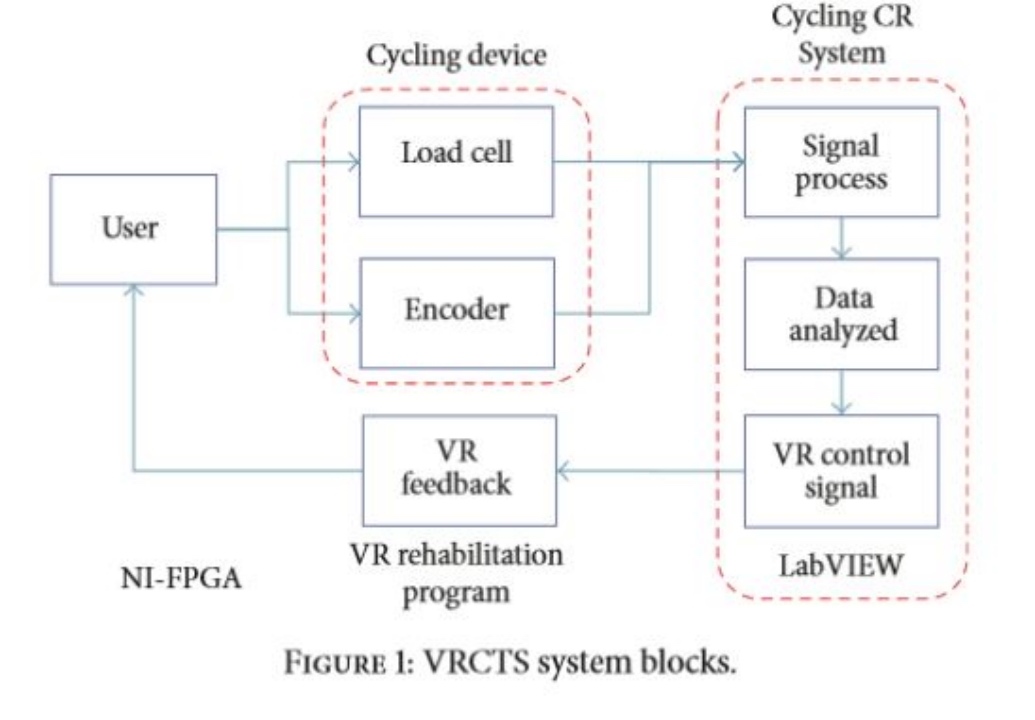 Cycling CR
System
Cycling device
Load cell
Signal
process
User
Encoder
Data
analyzed
VR
feedback
VR control
signal
VR rehabilitation
program
NI-FPGA
LabVIEW
FIGURE 1: VRCTS system blocks.